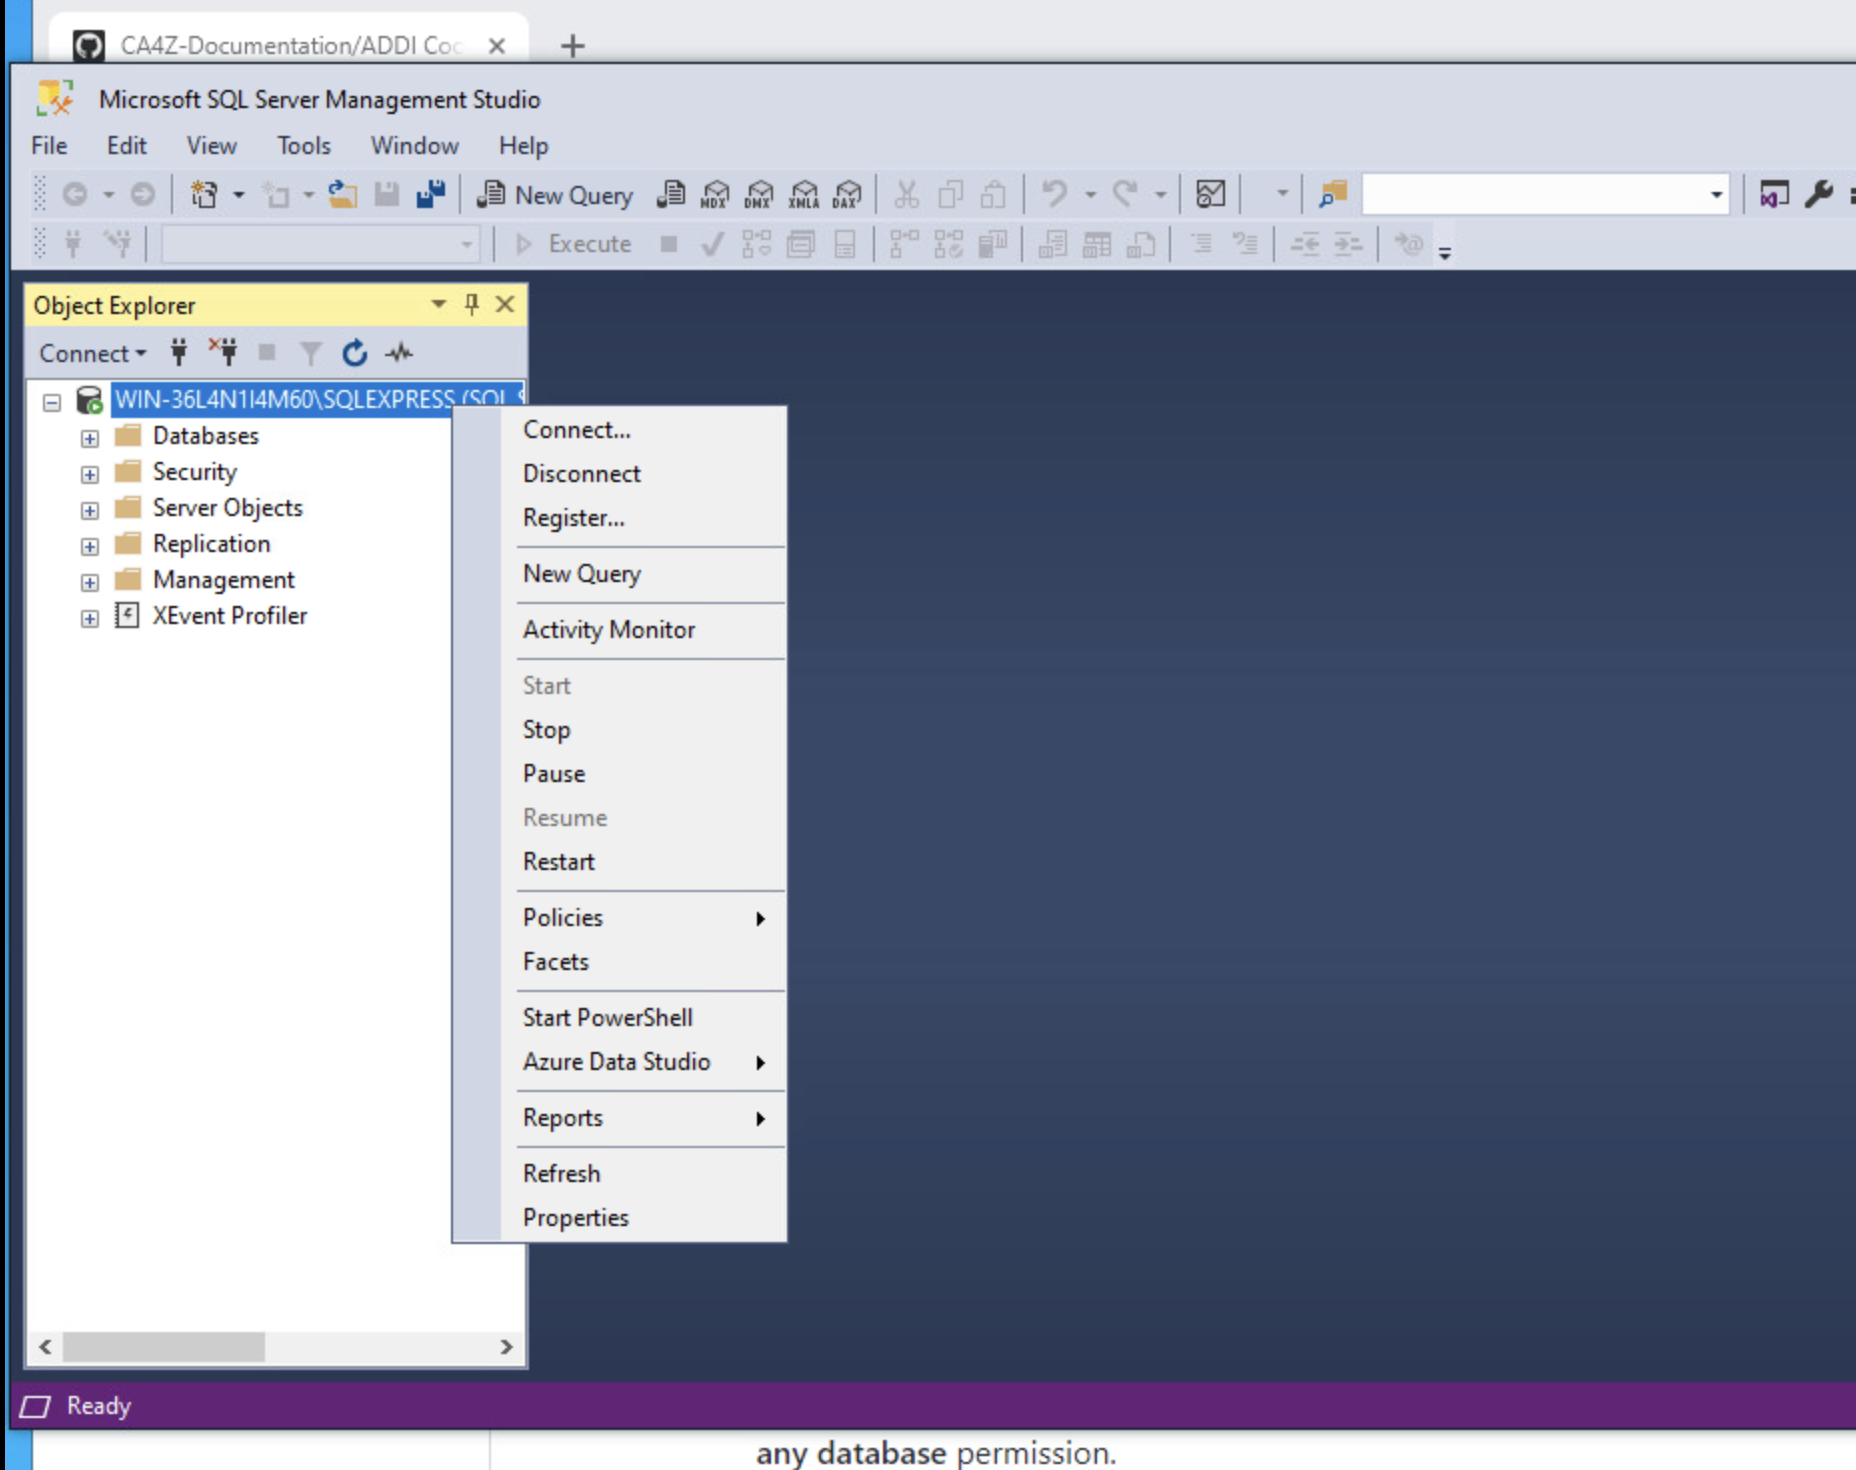 CA4Z-Documentation/ADDI Coc
Microsoft SQL Server Management Studio
File Edit View Tools Window Help
New Query MDX DMX XMLA DAX
Execute
Object Explorer
Connect
WIN-36L4N1I4M60\SQLEXPRESS (SQL S
Databases
Security
Server Objects
Replication
Management
XEvent Profiler
Connect...
Disconnect
Register...
New Query
Activity Monitor
Start
Stop
Pause
Resume
Restart
Policies
Facets
Start PowerShell
Azure Data Studio
Reports
Refresh
Properties
Ready
any database permission.